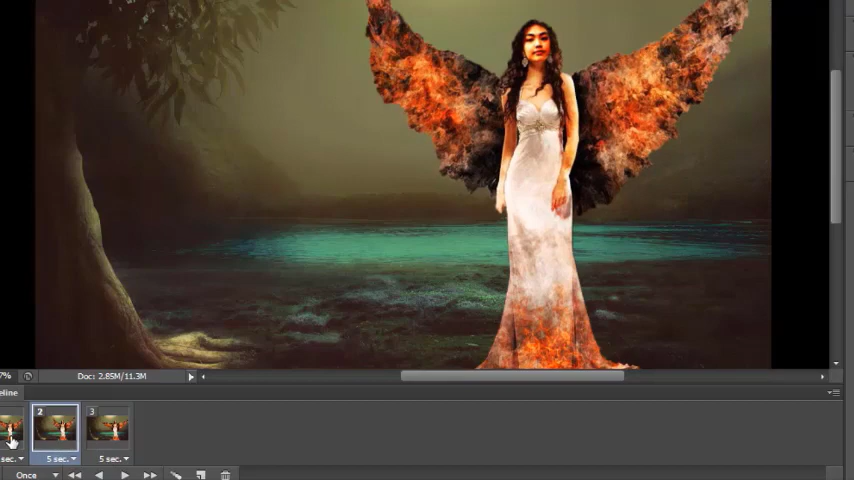 7% Doc: 2.85M/11.3M
eline
2 3
sec. 5 sec. 5 sec.
Once